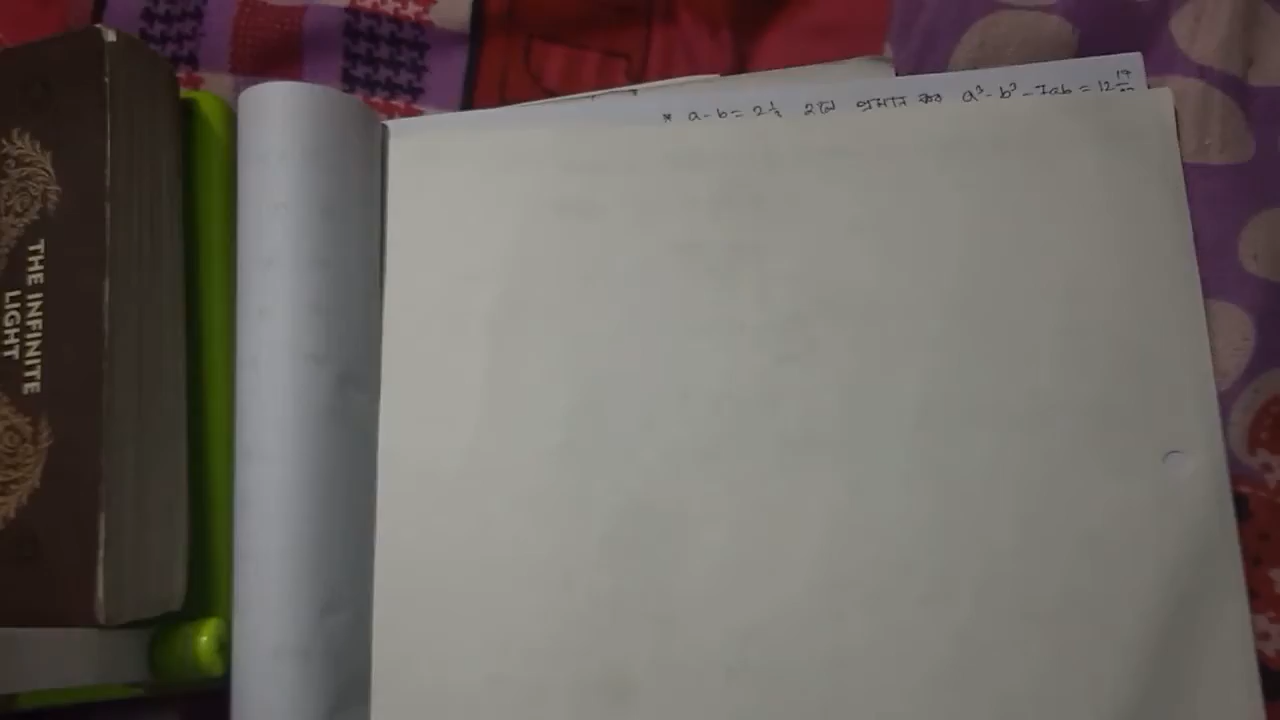 THE INFINITE
LIGHT
* a-b = 2½ হলে প্রমাণ কর a³-b³-7ab = 12